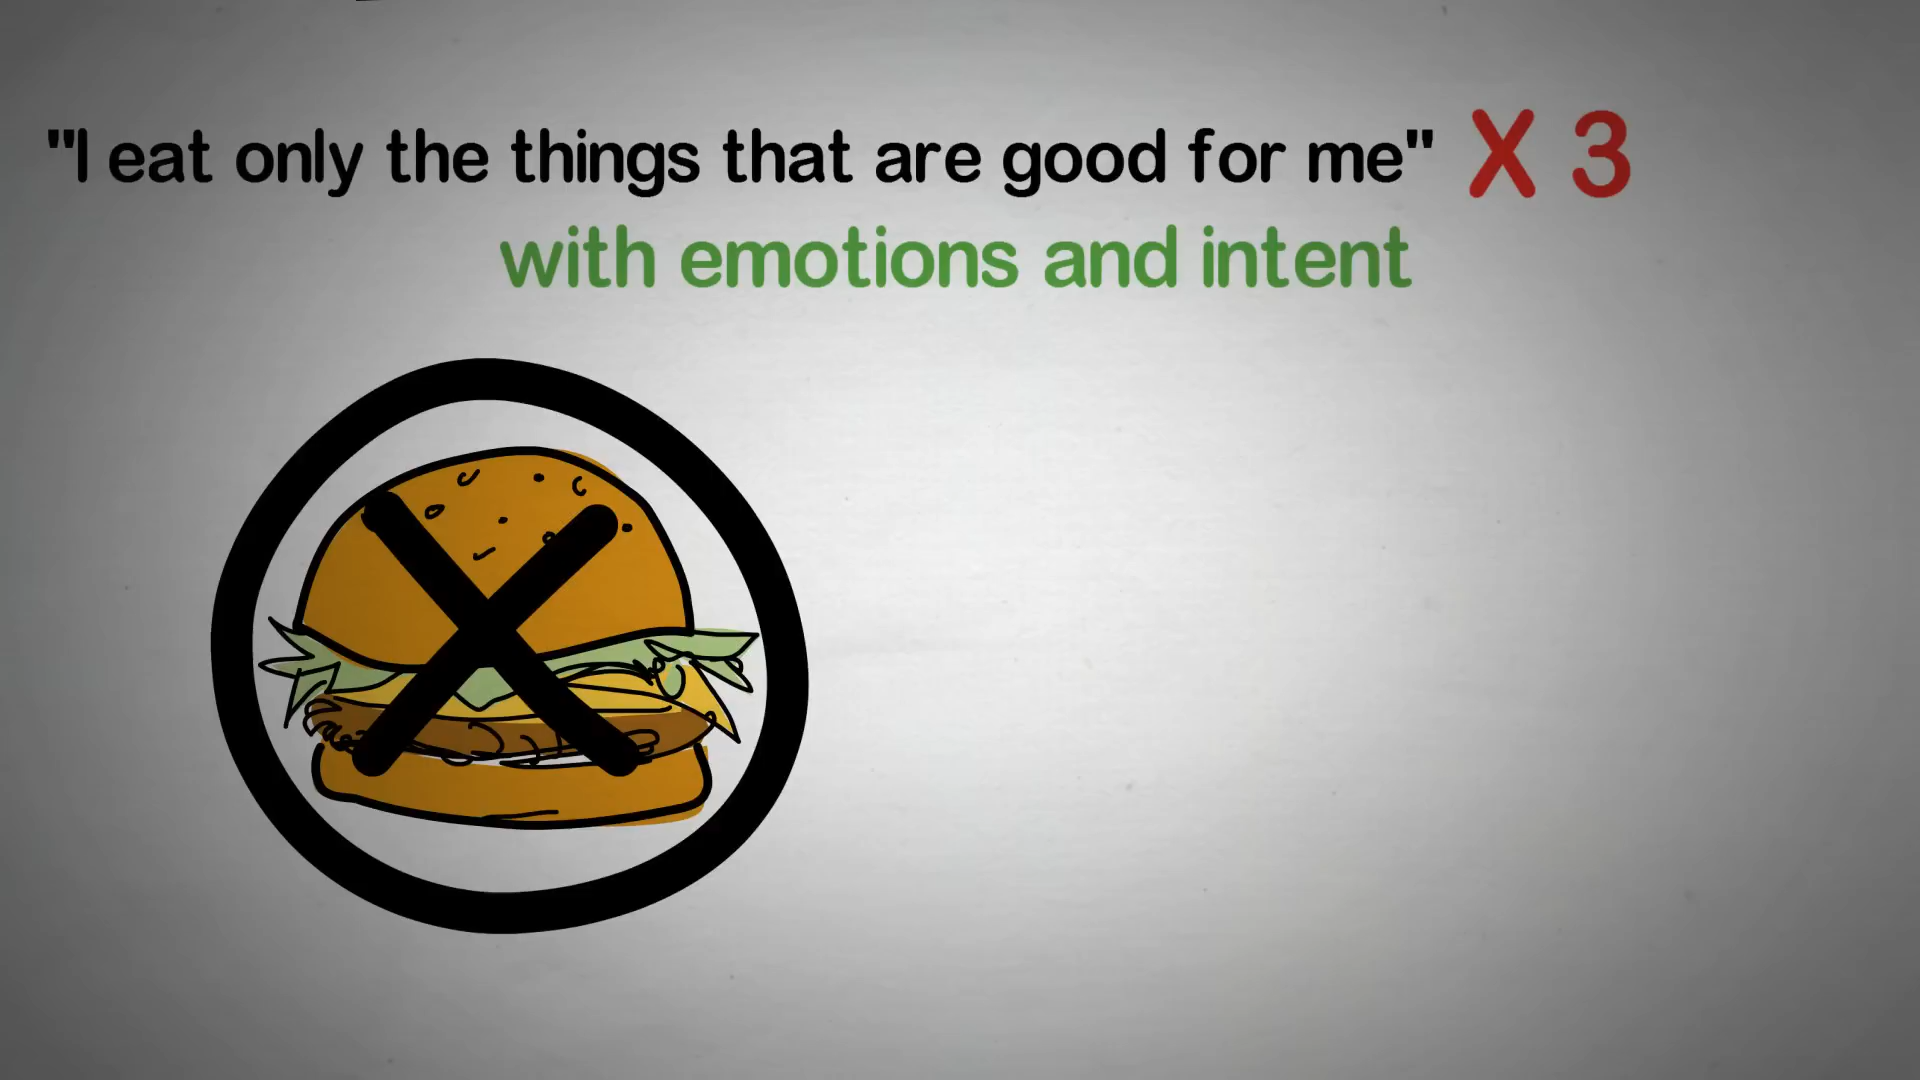 "I eat only the things that are good for me" X 3
with emotions and intent